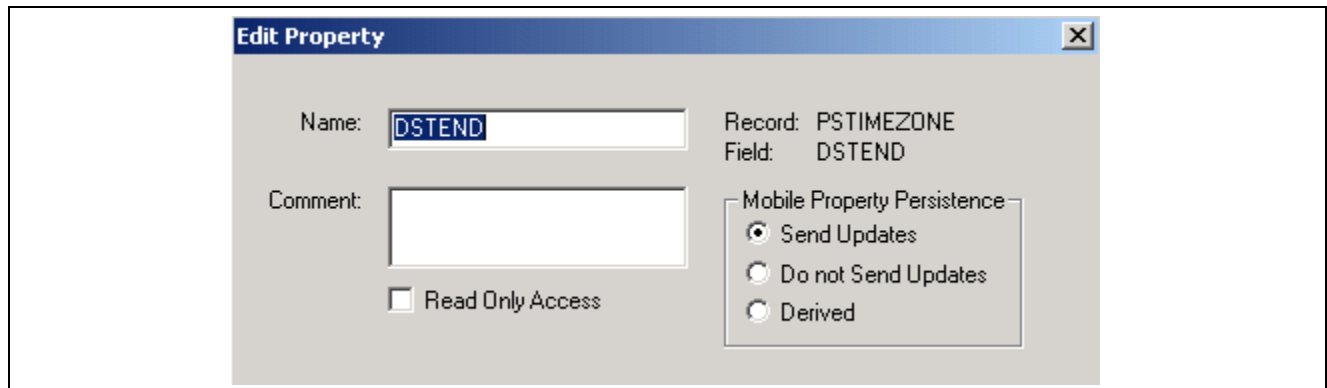 Edit Property
Name: DSTEND
Record: PSTIMEZONE
Field: DSTEND
Comment:
Mobile Property Persistence
Send Updates
Do not Send Updates
Derived
Read Only Access